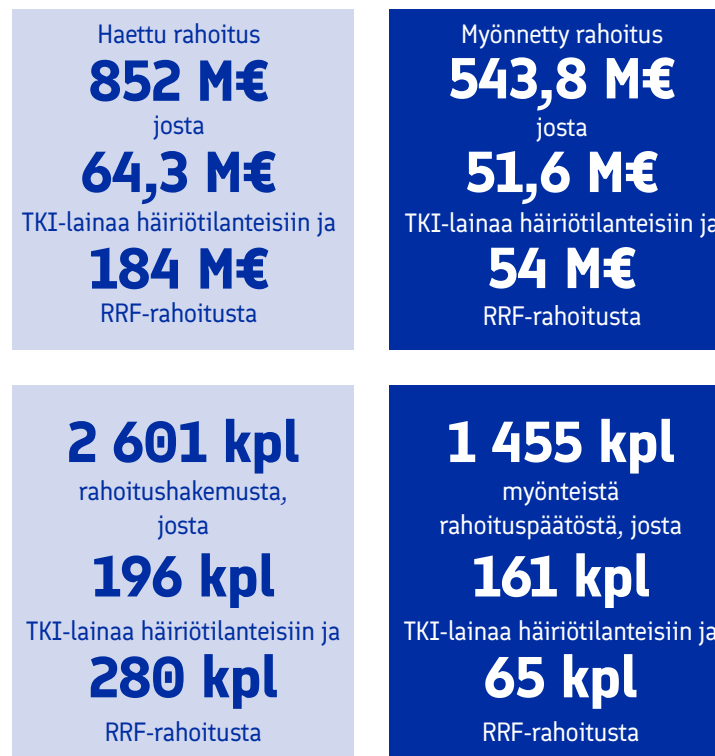 Haettu rahoitus
852 M€
josta
64,3 M€
TKI-lainaa häiriötilanteisiin ja
184 M€
RRF-rahoitusta
Myönnetty rahoitus
543,8 M€
josta
51,6 M€
TKI-lainaa häiriötilanteisiin ja
54 M€
RRF-rahoitusta
2 601 kpl
rahoitushakemusta,
josta
196 kpl
TKI-lainaa häiriötilanteisiin ja
280 kpl
RRF-rahoitusta
1 455 kpl
myönteistä
rahoituspäätöstä, josta
161 kpl
TKI-lainaa häiriötilanteisiin ja
65 kpl
RRF-rahoitusta